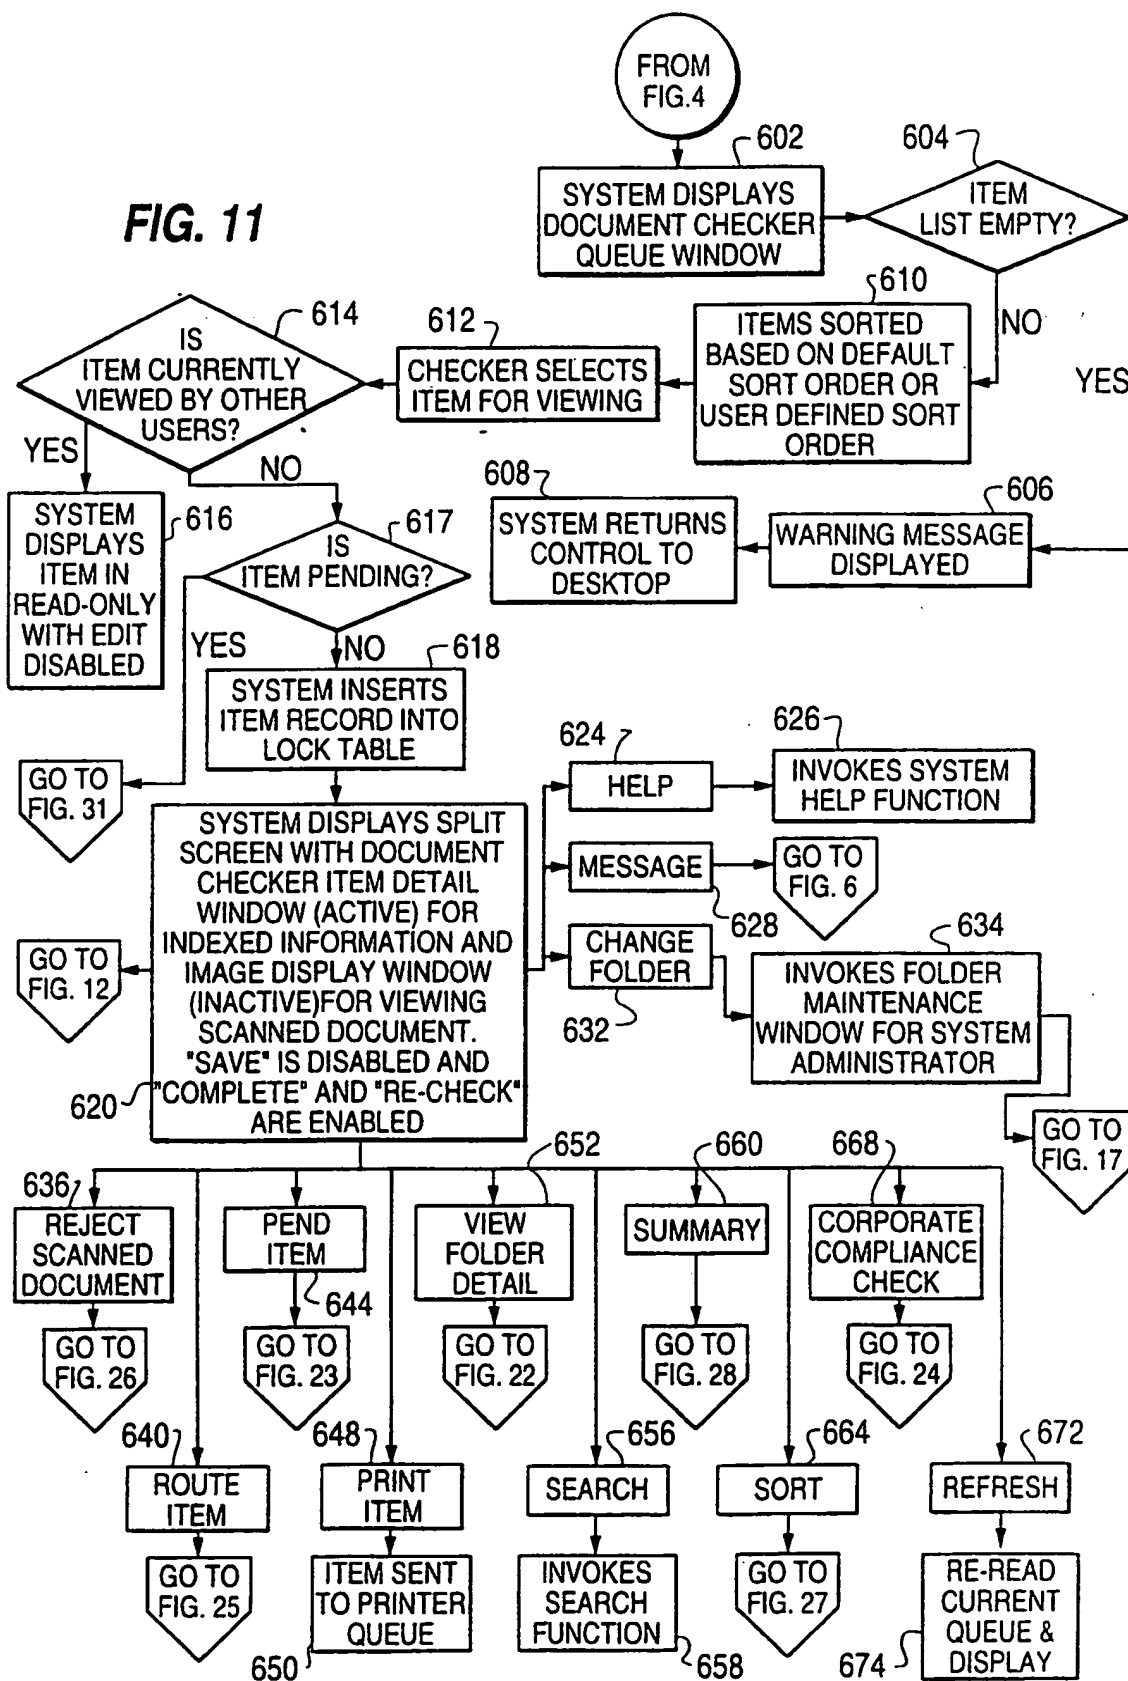 FROM
FIG.4
602
604
SYSTEM DISPLAYS
DOCUMENT CHECKER
QUEUE WINDOW
ITEM
LIST EMPTY?
FIG. 11
610
NO
YES
ITEMS SORTED
BASED ON DEFAULT
SORT ORDER OR
USER DEFINED SORT
ORDER
612
CHECKER SELECTS
ITEM FOR VIEWING
614
IS
ITEM CURRENTLY
VIEWED BY OTHER
USERS?
YES
NO
608
SYSTEM RETURNS
CONTROL TO
DESKTOP
606
WARNING MESSAGE
DISPLAYED
616
SYSTEM
DISPLAYS
ITEM IN
READ-ONLY
WITH EDIT
DISABLED
617
IS
ITEM PENDING?
YES
NO
618
SYSTEM INSERTS
ITEM RECORD INTO
LOCK TABLE
GO TO
FIG. 31
624
HELP
626
INVOKES SYSTEM
HELP FUNCTION
SYSTEM DISPLAYS SPLIT
SCREEN WITH DOCUMENT
CHECKER ITEM DETAIL
WINDOW (ACTIVE) FOR
INDEXED INFORMATION AND
IMAGE DISPLAY WINDOW
(INACTIVE)FOR VIEWING
SCANNED DOCUMENT.
"SAVE" IS DISABLED AND
"COMPLETE" AND "RE-CHECK"
ARE ENABLED
620
GO TO
FIG. 12
MESSAGE
628
GO TO
FIG. 6
CHANGE
FOLDER
632
634
INVOKES FOLDER
MAINTENANCE
WINDOW FOR SYSTEM
ADMINISTRATOR
GO TO
FIG. 17
636
REJECT
SCANNED
DOCUMENT
PEND
ITEM
644
652
VIEW
FOLDER
DETAIL
660
SUMMARY
668
CORPORATE
COMPLIANCE
CHECK
GO TO
FIG. 26
GO TO
FIG. 23
GO TO
FIG. 22
GO TO
FIG. 28
GO TO
FIG. 24
640
ROUTE
ITEM
648
PRINT
ITEM
656
SEARCH
664
SORT
672
REFRESH
GO TO
FIG. 25
ITEM SENT
TO PRINTER
QUEUE
650
INVOKES
SEARCH
FUNCTION
658
GO TO
FIG. 27
RE-READ
CURRENT
QUEUE &
DISPLAY
674